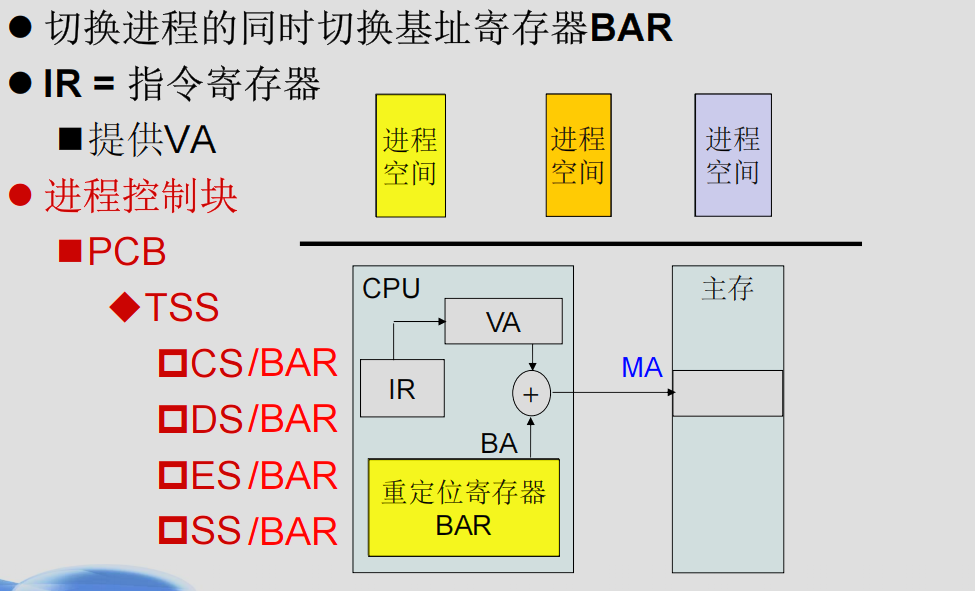 切换进程的同时切换基址寄存器BAR
IR = 指令寄存器
提供VA
进程控制块
PCB
TSS
CS/BAR
DS/BAR
ES/BAR
SS/BAR
进程
空间
进程
空间
进程
空间
CPU
VA
IR
+
BA
重定位寄存器
BAR
MA
主存